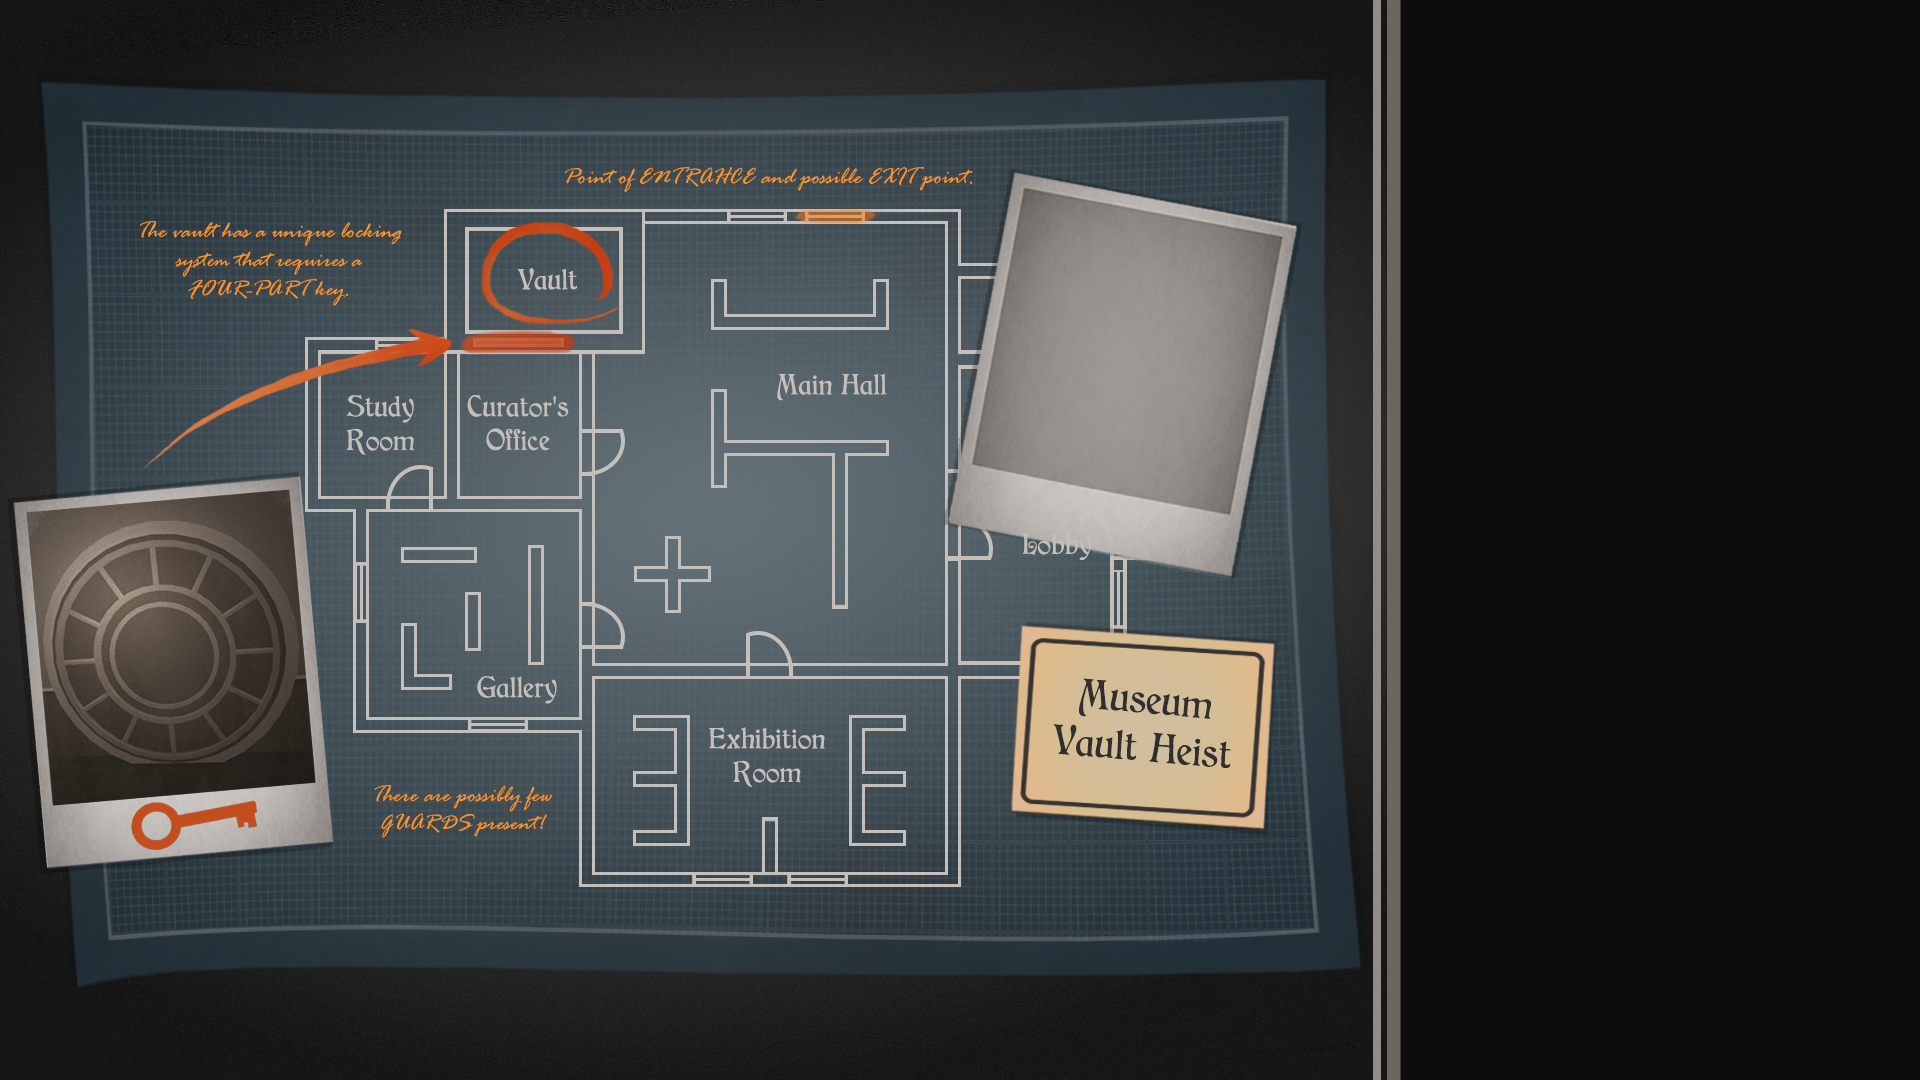 Point of ENTRANCE and possible EXIT point.
The vault has a unique locking
system that requires a
FOUR-PART key.
Vault
Main Hall
Study
Room
Curator's
Office
Lobby
Gallery
Museum
Vault Heist
Exhibition
Room
There are possibly few
GUARDS present!